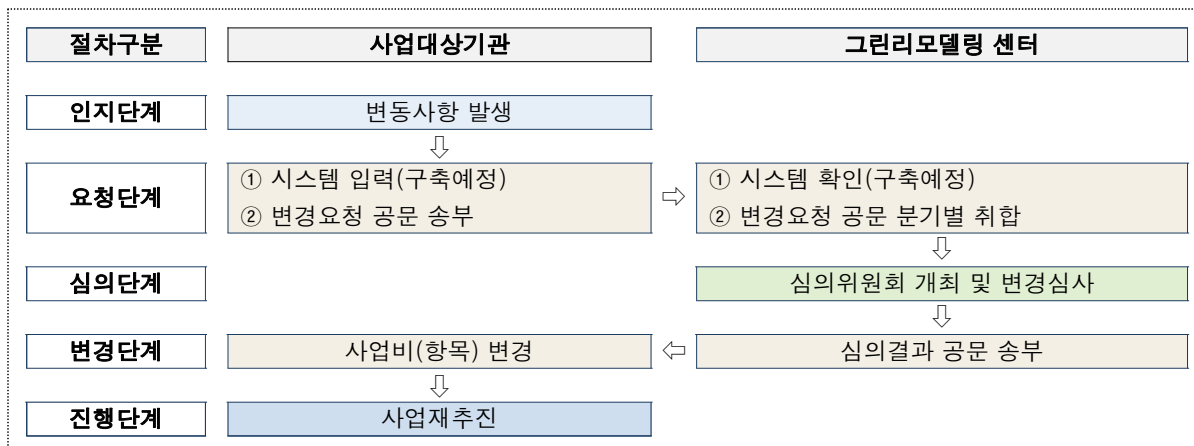 절차구분 사업대상기관 그린리모델링 센터
인지단계 변동사항 발생
요청단계
① 시스템 입력(구축예정) ① 시스템 확인(구축예정)
② 변경요청 공문 송부 ② 변경요청 공문 분기별 취합
심의단계 심의위원회 개최 및 변경심사
변경단계 사업비(항목) 변경 심의결과 공문 송부
진행단계 사업재추진